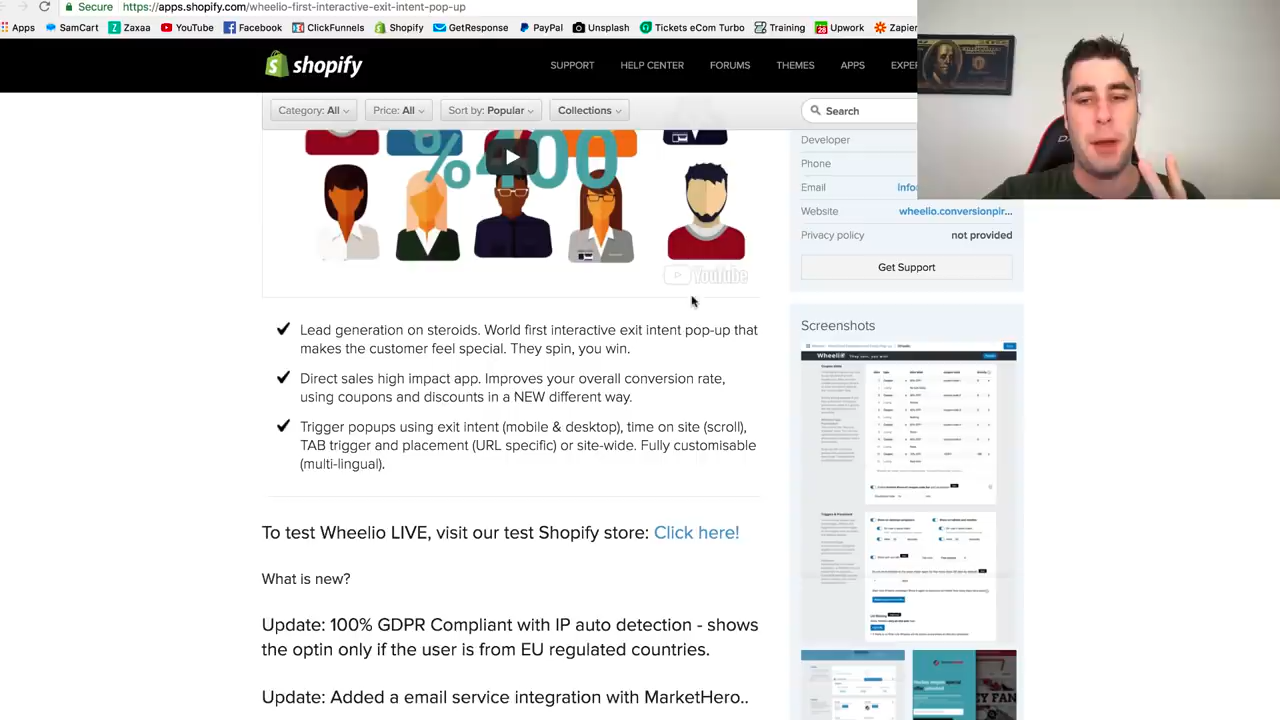 Secure https://apps.shopify.com/wheelio-first-interactive-exit-intent-pop-up
Apps SamCart Zaxaa YouTube Facebook ClickFunnels Shopify GetResponse PayPal Unsplash Tickets eCom Turbo Training Upwork Zapier
shopify SUPPORT HELP CENTER FORUMS THEMES APPS EXPER
Category: All Price: All Sort by: Popular Collections Search
%400
YouTube
Developer
Phone
Email info
Website wheelio.conversionpir...
Privacy policy not provided
Get Support
Lead generation on steroids. World first interactive exit intent pop-up that
makes the customer feel special. They spin, you win.
Direct sales high impact app improves your overall conversion rate,
using coupons and discounts in a NEW different way.
Trigger popups using exit intent (mobile & desktop), time on site (scroll),
TAB trigger and placement URL specific or site-wide. Fully customisable
(multi-lingual).
To test Wheelio LIVE, visit our test Shopify store: Click here!
What is new?
Update: 100% GDPR Compliant with IP autodetection - shows
the optin only if the user is from EU regulated countries.
Update: Added a email service integration with MarketHero..
Screenshots